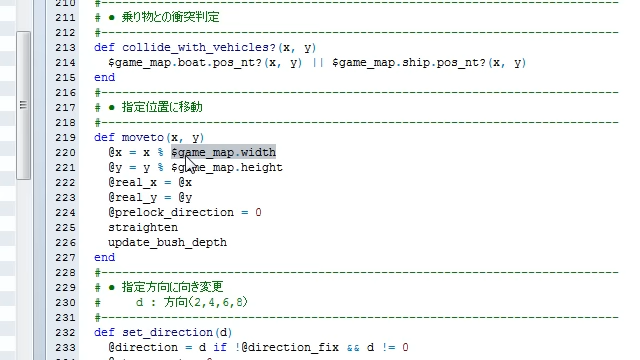 210 #--------------------------------------------------------------------------
211 # ● 乗り物との衝突判定
212 #--------------------------------------------------------------------------
213 def collide_with_vehicles?(x, y)
214 $game_map.boat.pos_nt?(x, y) || $game_map.ship.pos_nt?(x, y)
215 end
216 #--------------------------------------------------------------------------
217 # ● 指定位置に移動
218 #--------------------------------------------------------------------------
219 def moveto(x, y)
220 @x = x % $game_map.width
221 @y = y % $game_map.height
222 @real_x = @x
223 @real_y = @y
224 @prelock_direction = 0
225 straighten
226 update_bush_depth
227 end
228 #--------------------------------------------------------------------------
229 # ● 指定方向に向き変更
230 # d : 方向(2,4,6,8)
231 #--------------------------------------------------------------------------
232 def set_direction(d)
233 @direction = d if !@direction_fix && d != 0